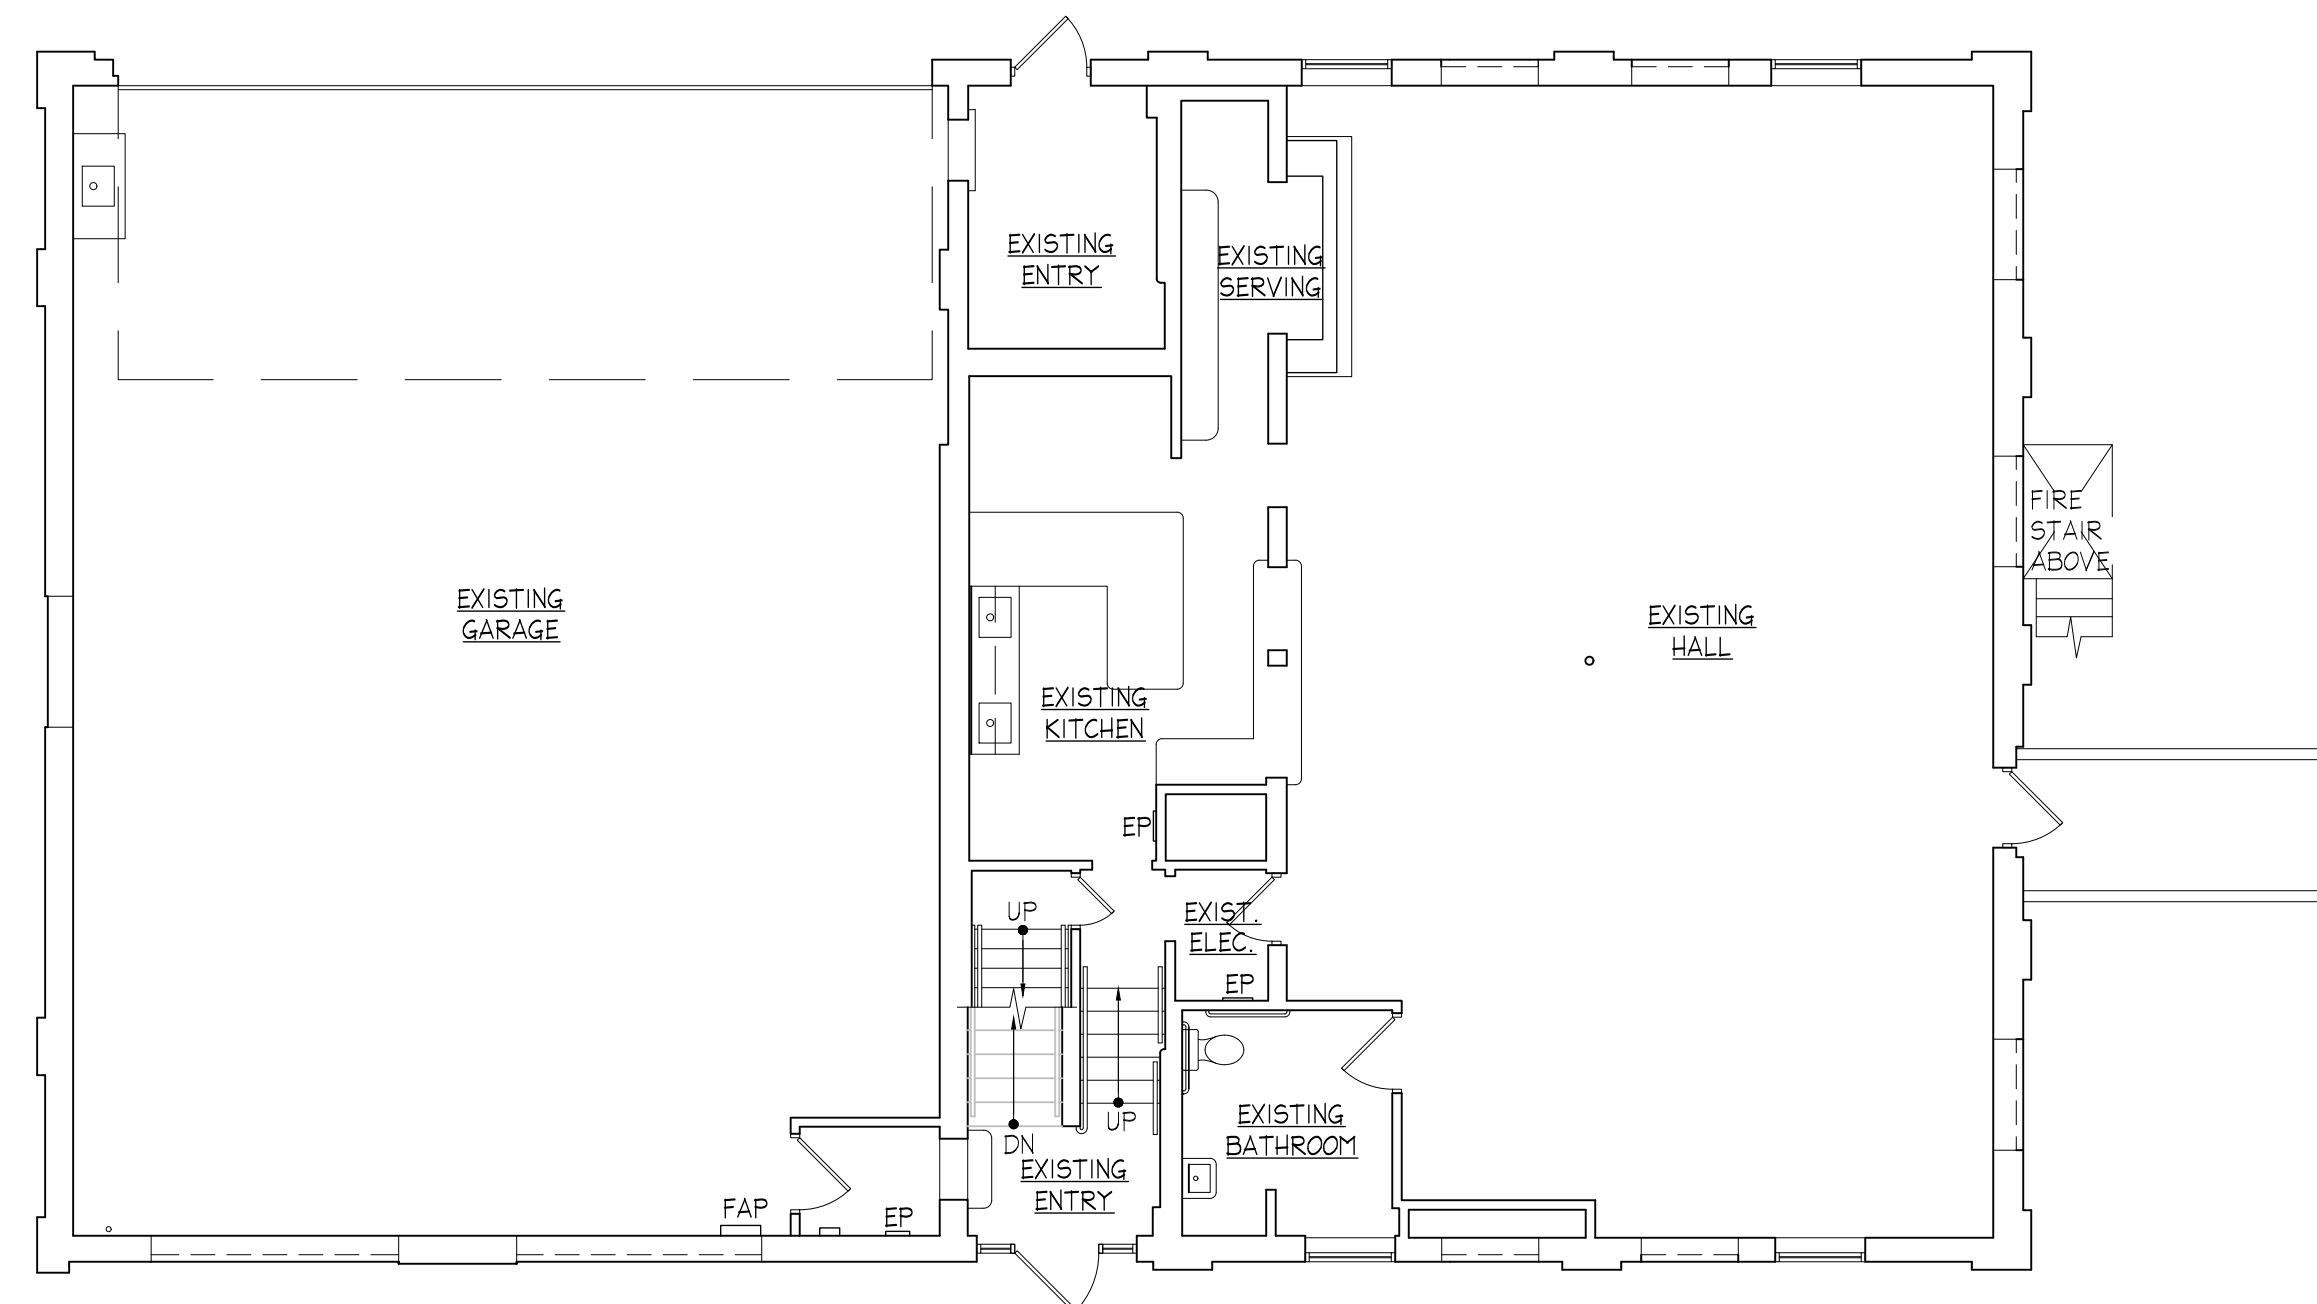 EXISTING
ENTRY
EXISTING
SERVING
FIRE
STAIR
ABOVE
EXISTING
GARAGE
EXISTING
HALL
EXISTING
KITCHEN
EP
UP
EXIST.
ELEC.
EP
UP
DN
EXISTING
BATHROOM
EXISTING
ENTRY
FAP
EP